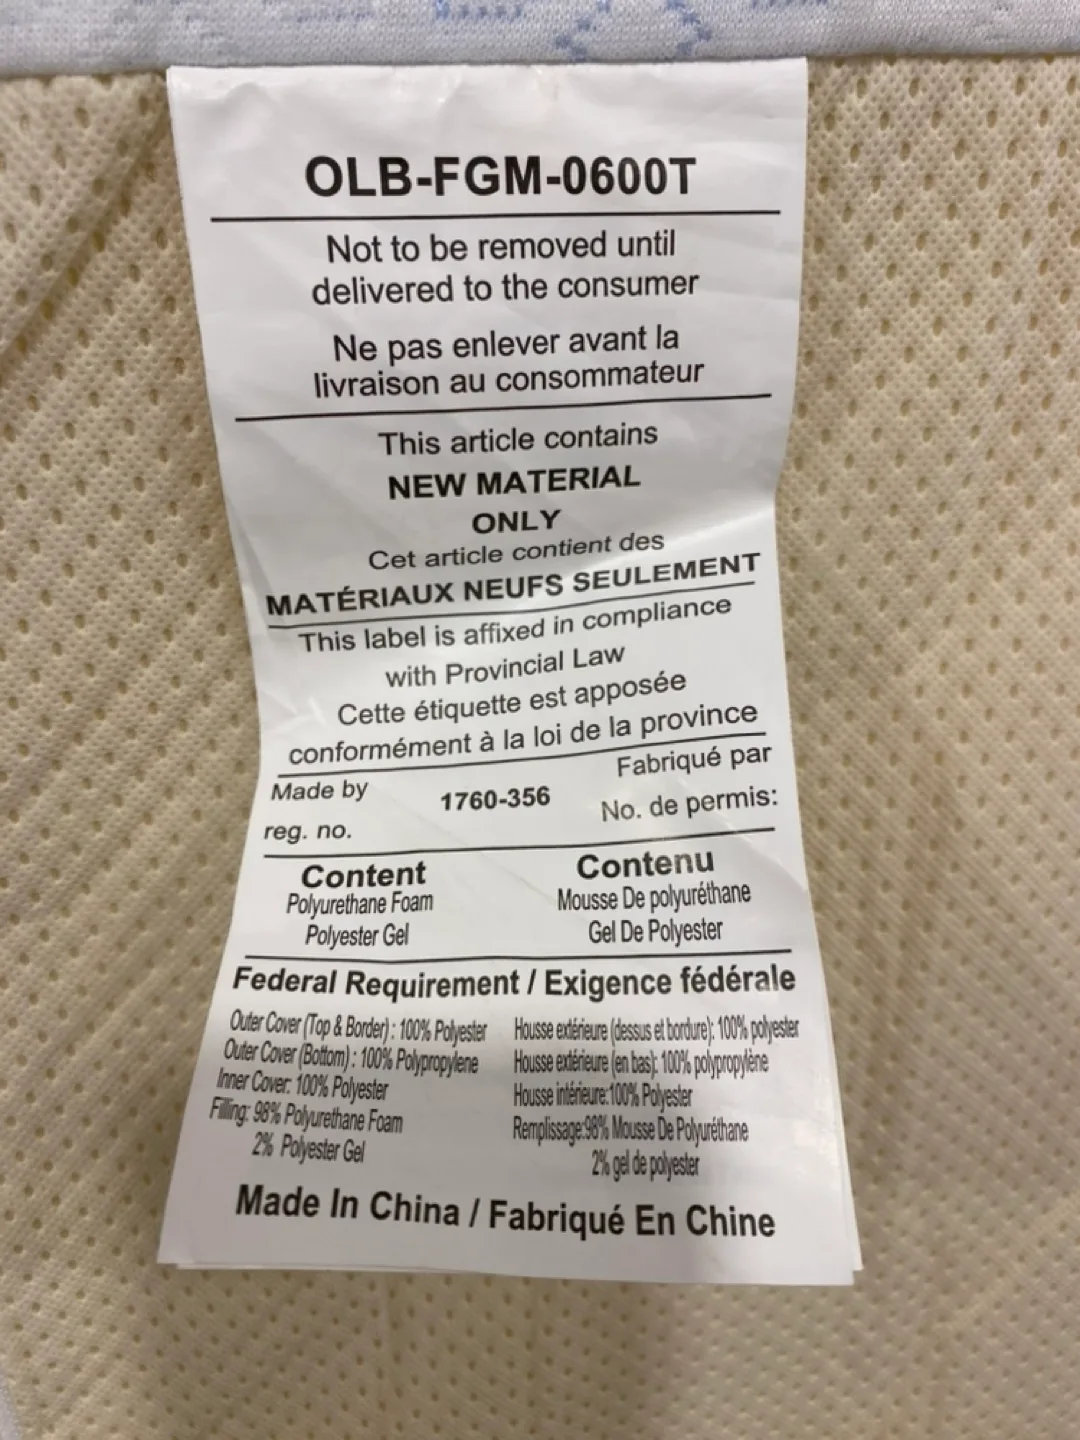 OLB-FGM-0600T
Not to be removed until
delivered to the consumer
Ne pas enlever avant la
livraison au consommateur
This article contains
NEW MATERIAL
ONLY
Cet article contient des
MATÉRIAUX NEUFS SEULEMENT
This label is affixed in compliance
with Provincial Law
Cette étiquette est apposée
conformément à la loi de la province
Made by
reg. no.
1760-356
Fabriqué par
No. de permis:
Content
Polyurethane Foam
Polyester Gel
Contenu
Mousse De polyuréthane
Gel De Polyester
Federal Requirement / Exigence fédérale
Outer Cover (Top & Border) : 100% Polyester
Outer Cover (Bottom) : 100% Polypropylene
Inner Cover: 100% Polyester
Filling: 98% Polyurethane Foam
2% Polyester Gel
Housse extérieure (dessus et bordure): 100% polyester
Housse extérieure (en bas): 100% polypropylène
Housse intérieure:100% Polyester
Remplissage:98% Mousse De Polyuréthane
2% gel de polyester
Made In China / Fabriqué En Chine